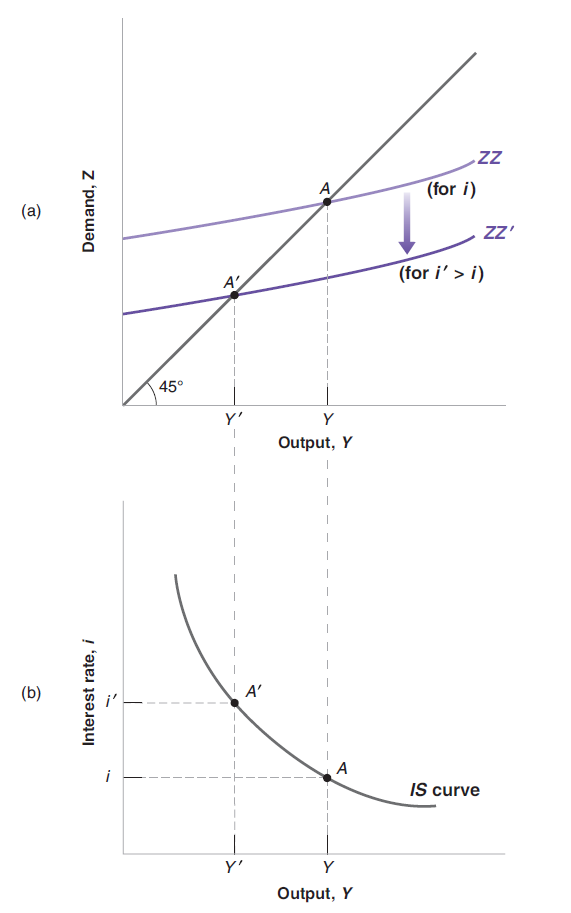 (a)
Demand, Z
ZZ
A
(for i)
ZZ′
(for i′ > i)
A′
45°
Y′
Y
Output, Y
(b)
Interest rate, i
i′
A′
i
A
IS curve
Y′
Y
Output, Y